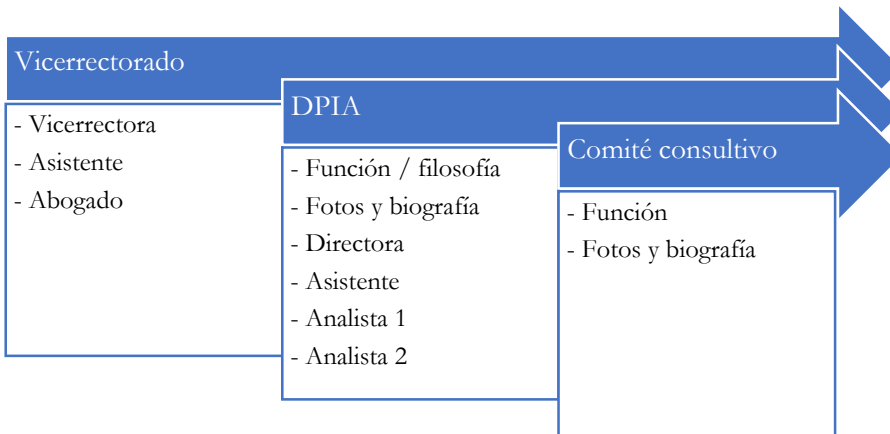 Vicerrectorado
- Vicerrectora
- Asistente
- Abogado
DPIA
- Función / filosofía
- Fotos y biografía
- Directora
- Asistente
- Analista 1
- Analista 2
Comité consultivo
- Función
- Fotos y biografía